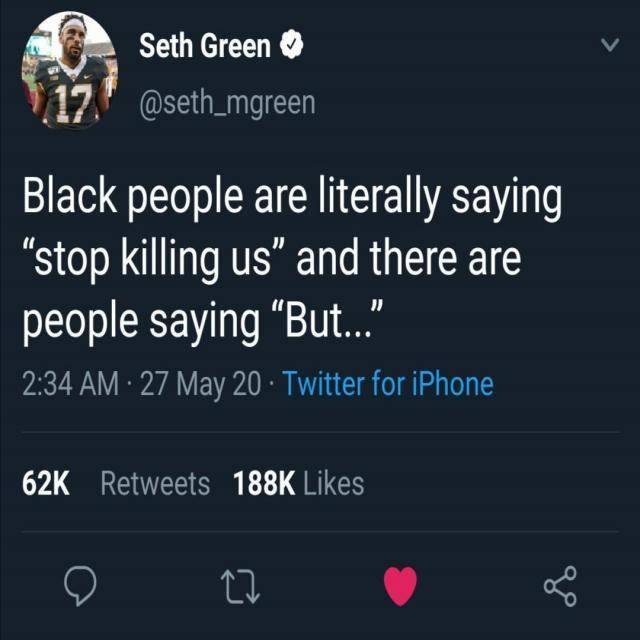 Seth Green
@seth_mgreen
Black people are literally saying
“stop killing us” and there are
people saying “But...”
2:34 AM · 27 May 20 · Twitter for iPhone
62K Retweets 188K Likes
17